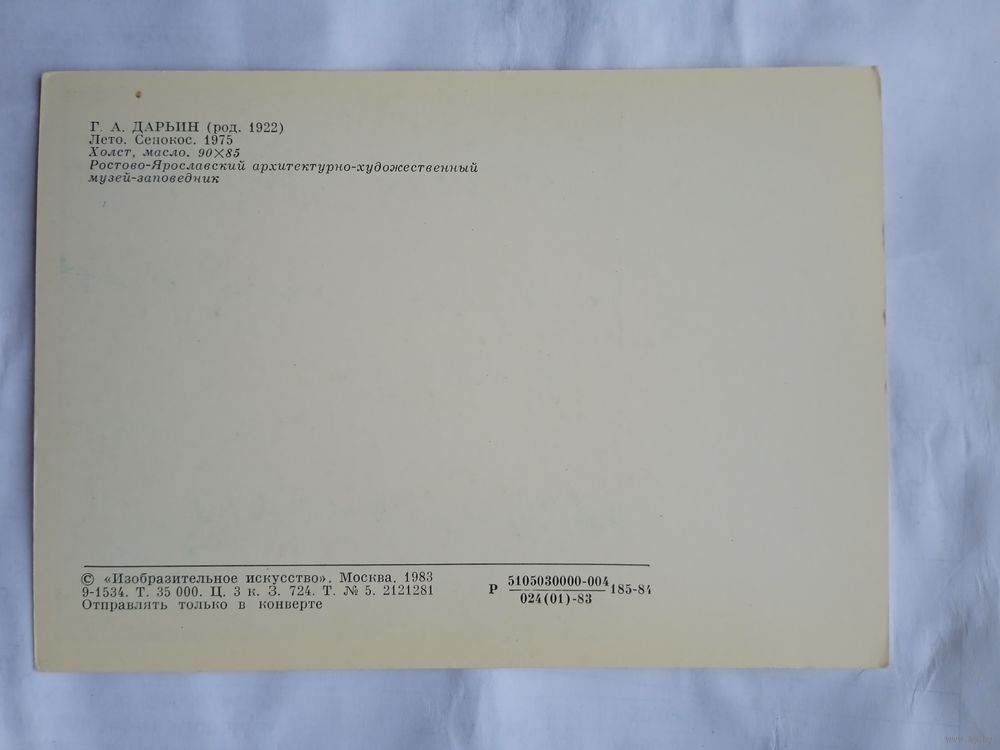 Г. А. ДАРЬИН (род. 1922)
Лето. Сенокос. 1975
Холст, масло. 90×85
Ростово-Ярославский архитектурно-художественный
музей-заповедник
© «Изобразительное искусство». Москва. 1983
9-1534. Т. 35 000. Ц. 3 к. З. 724. Т. № 5. 2121281
Отправлять только в конверте
Р 5105030000-004 185-84
024(01)-83